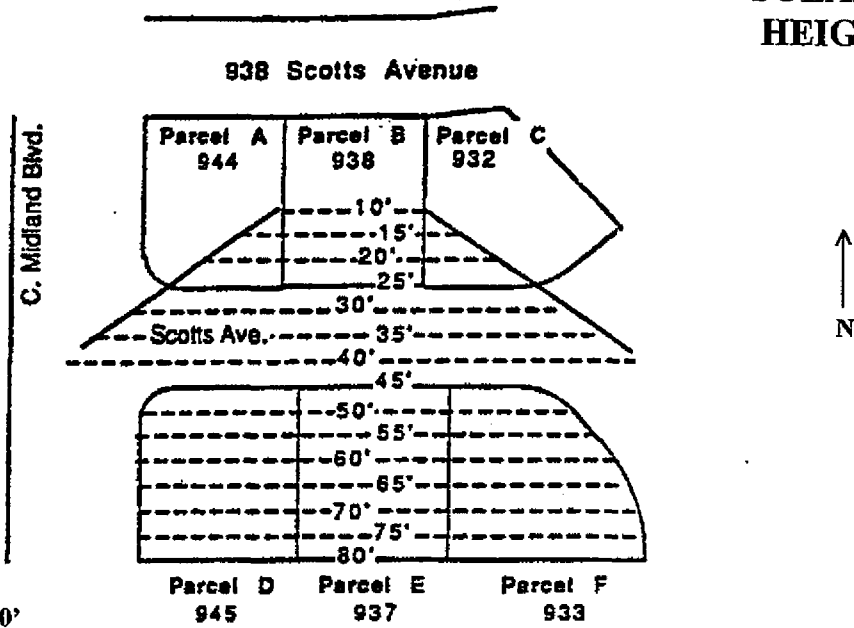 HEIG
938 Scotts Avenue
C. Midland Blvd.
Parcel A
944
Parcel B
938
Parcel C
932
10'
15'
20'
25'
30'
Scotts Ave.
35'
40'
45'
50'
55'
60'
65'
70'
75'
80'
N
Parcel D
945
Parcel E
937
Parcel F
933
0'